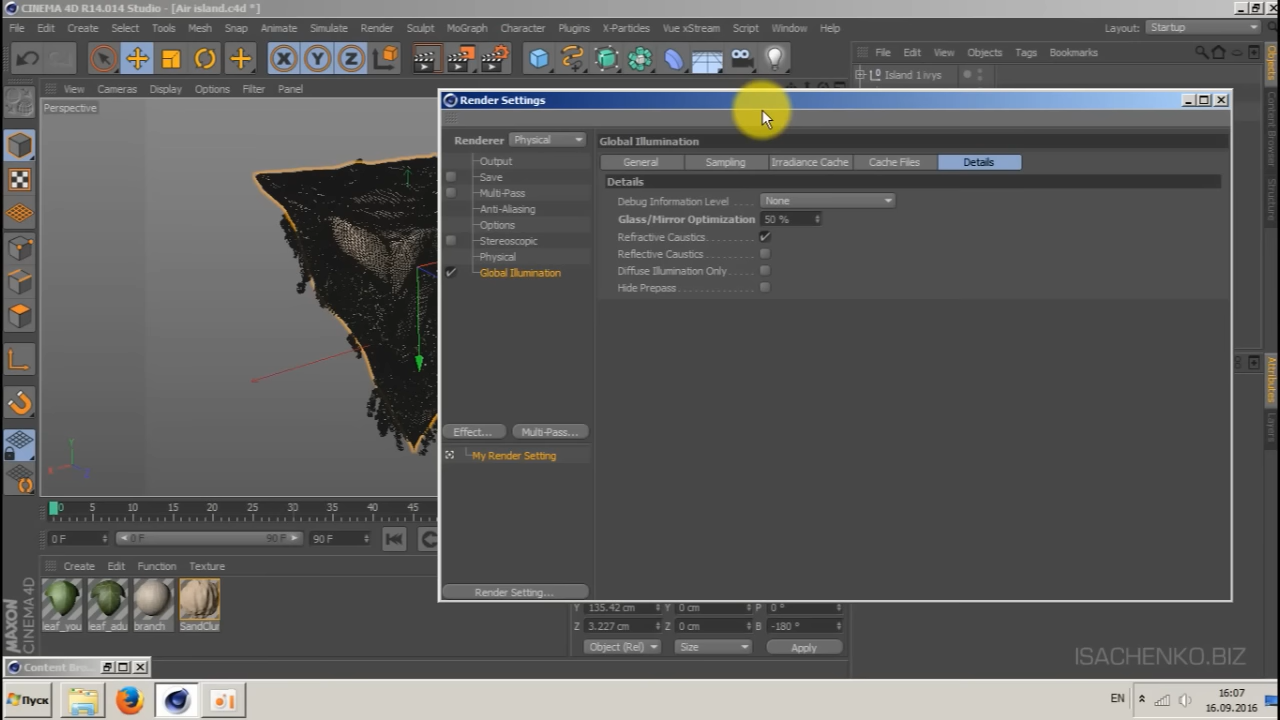 CINEMA 4D R14.014 Studio - [Air island.c4d *]
File Edit Create Select Tools Mesh Snap Animate Simulate Render Sculpt MoGraph Character Plugins X-Particles Vue xStream Script Window Help Layout: Startup
File Edit View Objects Tags Bookmarks
Island 1 ivys
View Cameras Display Options Filter Panel
Perspective
Render Settings
Renderer Physical
Output
Save
Multi-Pass
Anti-Aliasing
Options
Stereoscopic
Physical
Global Illumination
Effect... Multi-Pass...
My Render Setting
Render Setting...
Global Illumination
General Sampling Irradiance Cache Cache Files Details
Details
Debug Information Level None
Glass/Mirror Optimization 50 %
Refractive Caustics
Reflective Caustics
Diffuse Illumination Only
Hide Prepass
Objects
Content Browser
Structure
Attributes
Layers
X Y Z
Y
X Z
0 5 10 15 20 25 30 35 40 45
0 F 0 F 90 F 90 F
Create Edit Function Texture
leaf_you leaf_adu branch SandDun
Y 135.42 cm Y 0 cm P 0 °
Z 3.227 cm Z 0 cm B -180 °
Object (Rel) Size Apply
MAXON
CINEMA 4D
Content Bro...
ISACHENKO.BIZ
Пуск
EN 16:07
16.09.2016